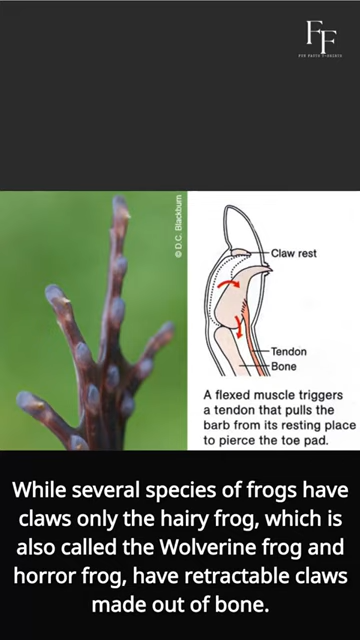 FF
© D.C. Blackburn
Claw rest
Tendon
Bone
A flexed muscle triggers
a tendon that pulls the
barb from its resting place
to pierce the toe pad.
While several species of frogs have
claws only the hairy frog, which is
also called the Wolverine frog and
horror frog, have retractable claws
made out of bone.